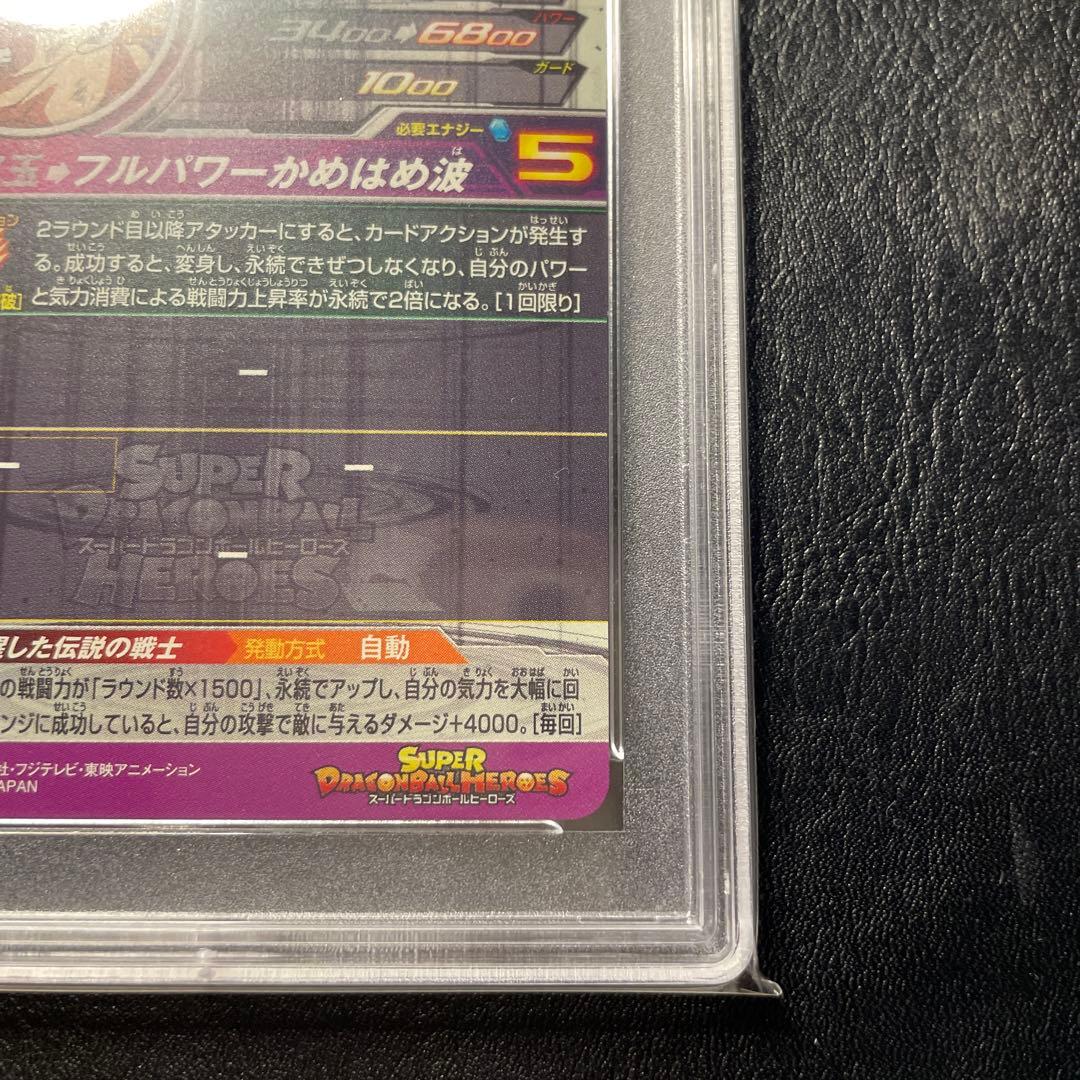 パワー
3400 6800
ガード
1000
必要エナジー 5
玉 フルパワーかめはめ波
2ラウンド目以降アタッカーにすると、カードアクションが発生す
る。成功すると、変身し、永続できぜつしなくなり、自分のパワー
破] と気力消費による戦闘力上昇率が永続で2倍になる。[1回限り]
SUPER
DRAGONBALL
スーパードラゴンボールヒーローズ
HEROES
した伝説の戦士 発動方式 自動
の戦闘力が「ラウンド数×1500」、永続でアップし、自分の気力を大幅に回
ンジに成功していると、自分の攻撃で敵に与えるダメージ+4000。[毎回]
社・フジテレビ・東映アニメーション
APAN
SUPER
DRAGONBALL HEROES
スーパードラゴンボールヒーローズ